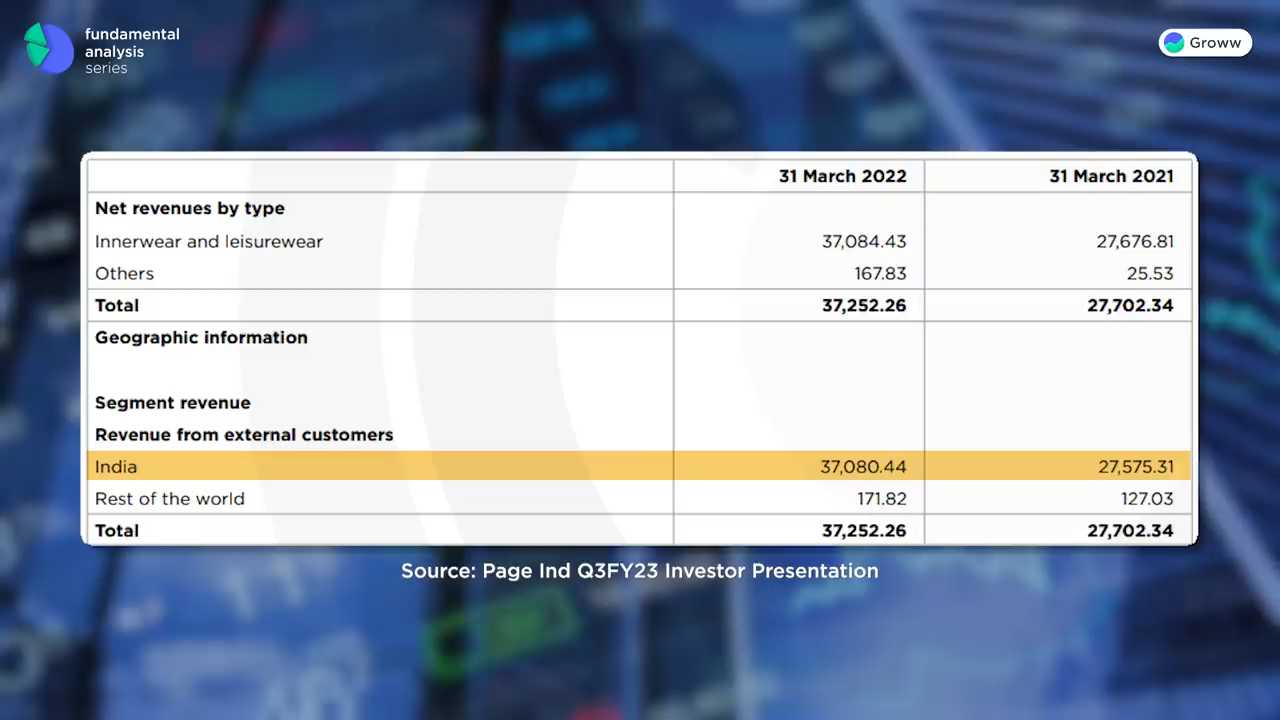 fundamental
analysis
series
Groww
31 March 2022 31 March 2021
Net revenues by type
Innerwear and leisurewear 37,084.43 27,676.81
Others 167.83 25.53
Total 37,252.26 27,702.34
Geographic information
Segment revenue
Revenue from external customers
India 37,080.44 27,575.31
Rest of the world 171.82 127.03
Total 37,252.26 27,702.34
Source: Page Ind Q3FY23 Investor Presentation